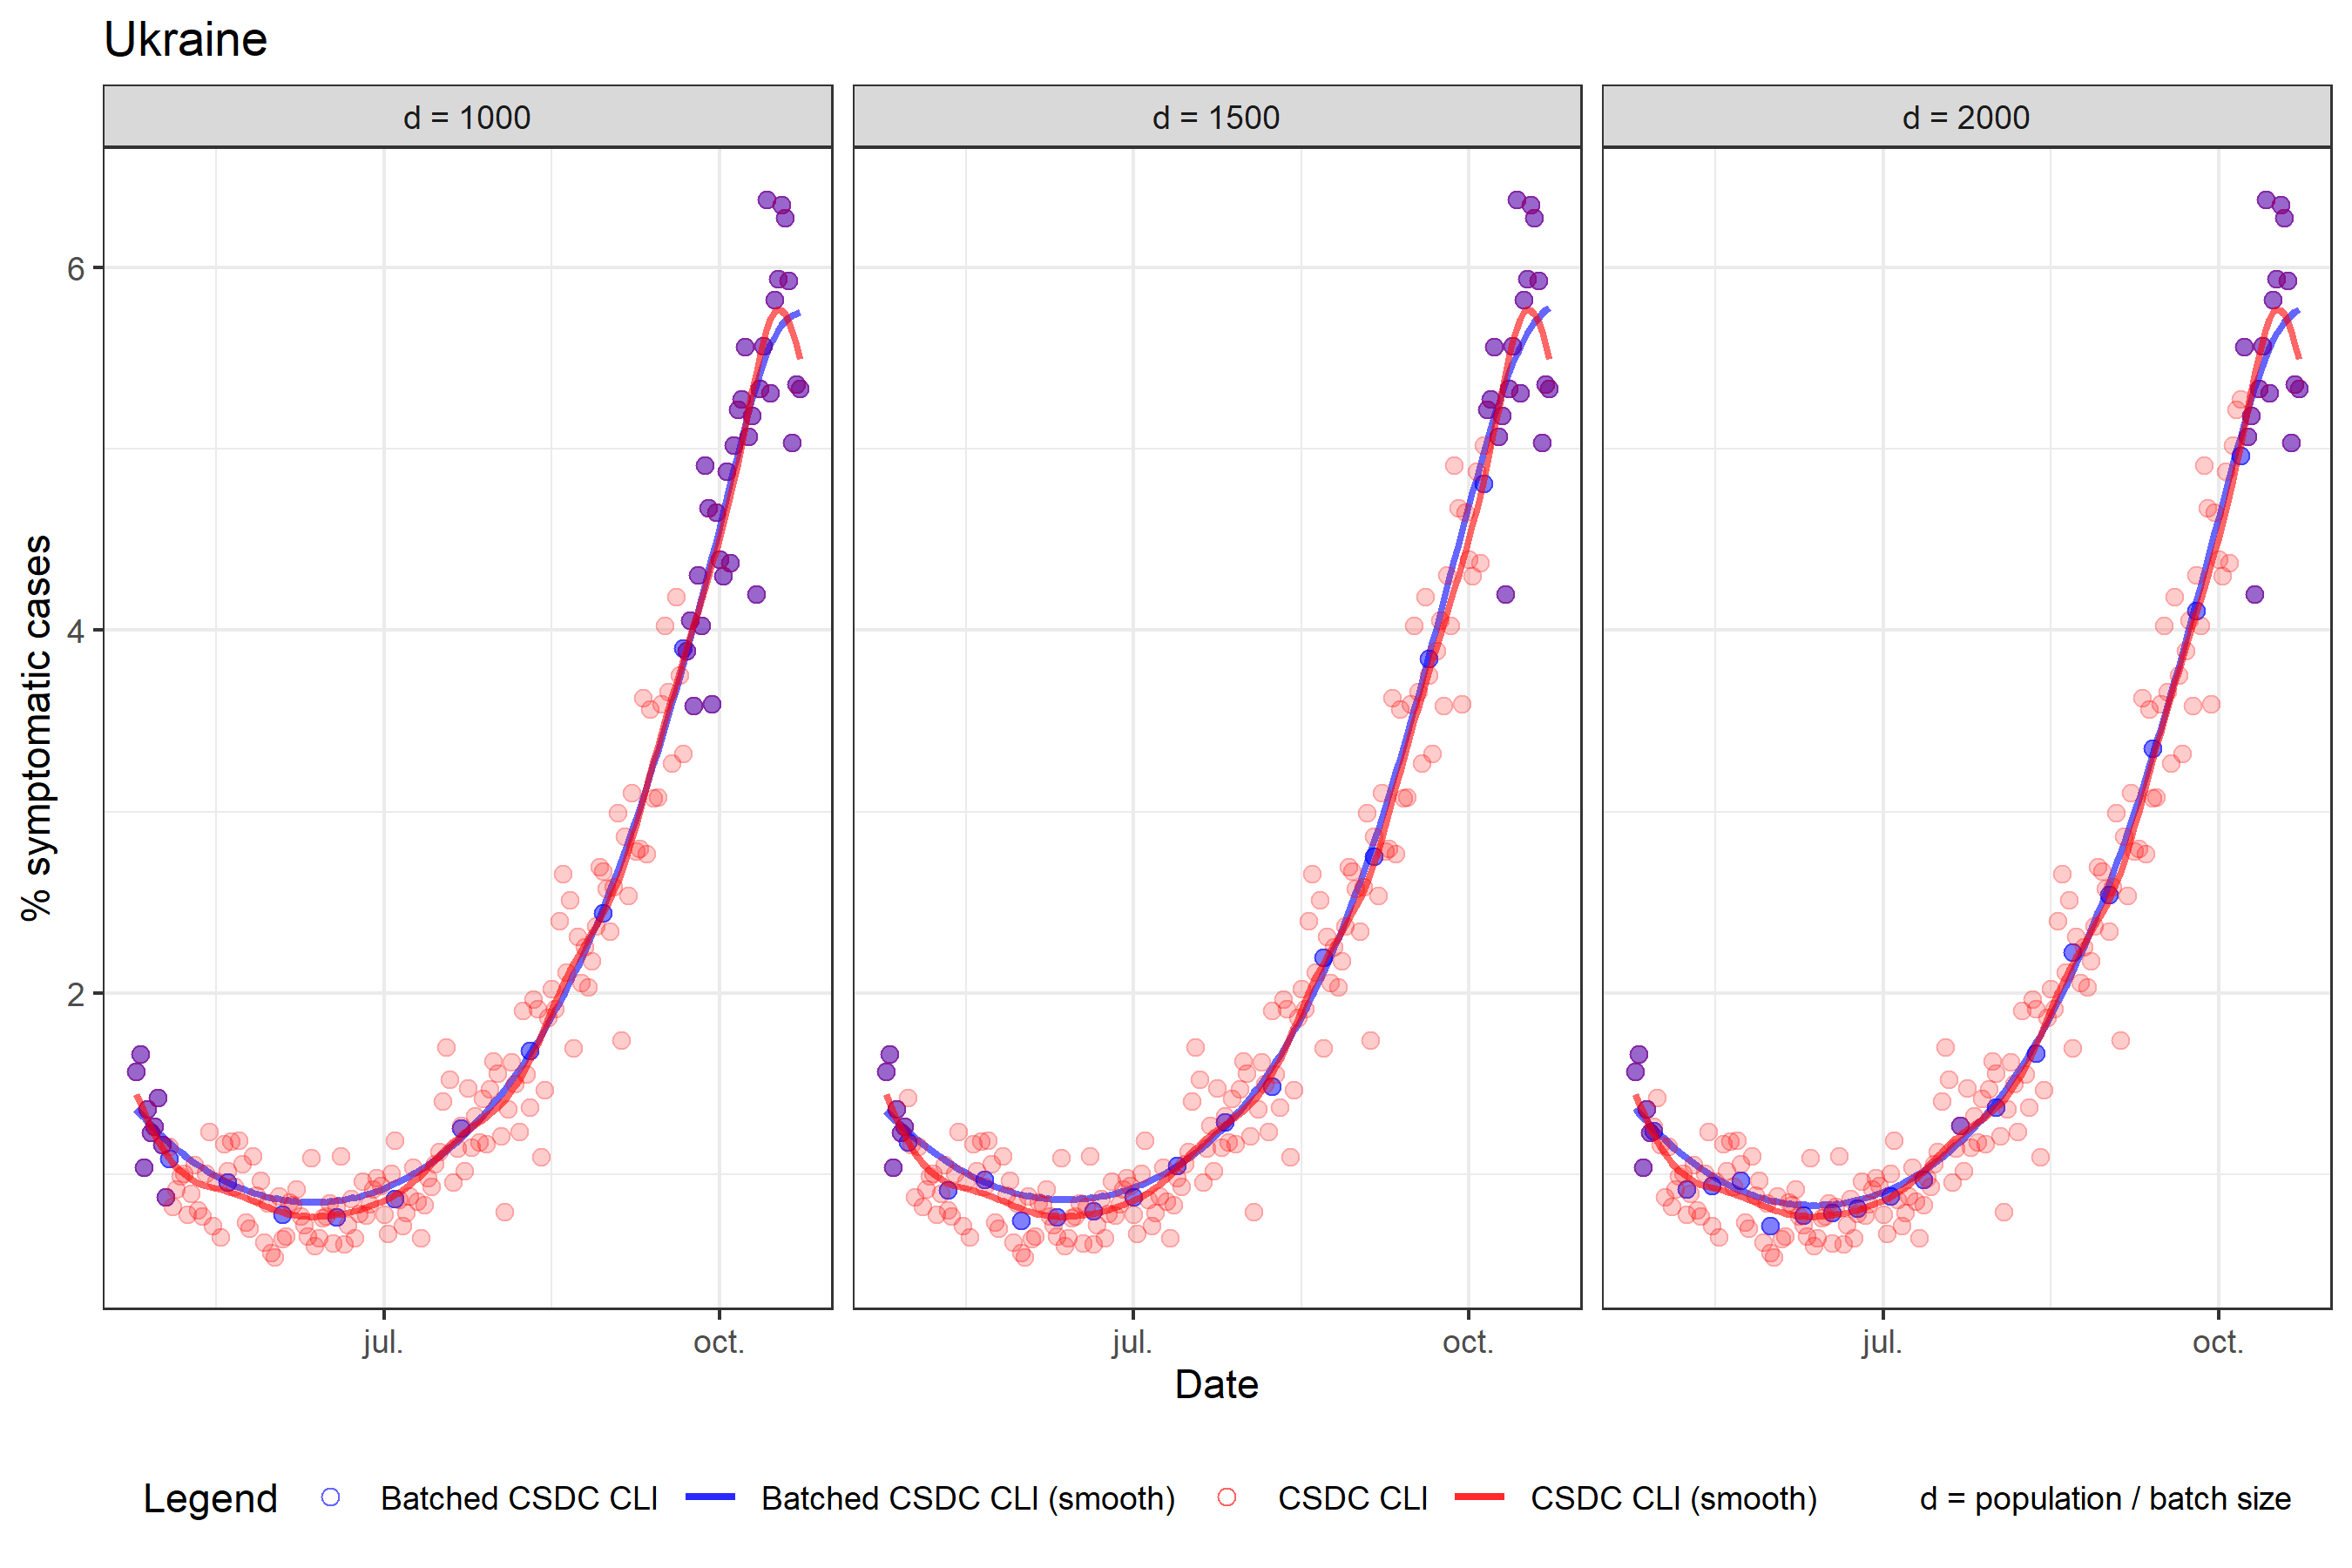 Ukraine
d = 1000
d = 1500
d = 2000
% symptomatic cases
6
4
2
jul.
oct.
jul.
oct.
jul.
oct.
Date
Legend
Batched CSDC CLI
Batched CSDC CLI (smooth)
CSDC CLI
CSDC CLI (smooth)
d = population / batch size